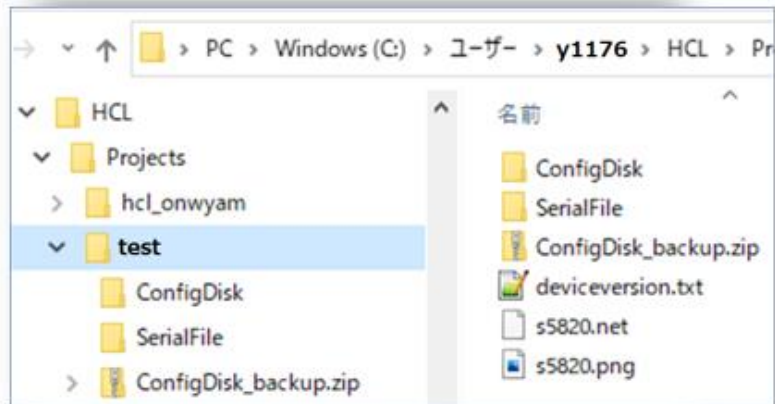 PC > Windows (C:) > ユーザー > y1176 > HCL > Pr
HCL
Projects
hcl_onwyam
test
ConfigDisk
SerialFile
ConfigDisk_backup.zip
名前
ConfigDisk
SerialFile
ConfigDisk_backup.zip
deviceversion.txt
s5820.net
s5820.png